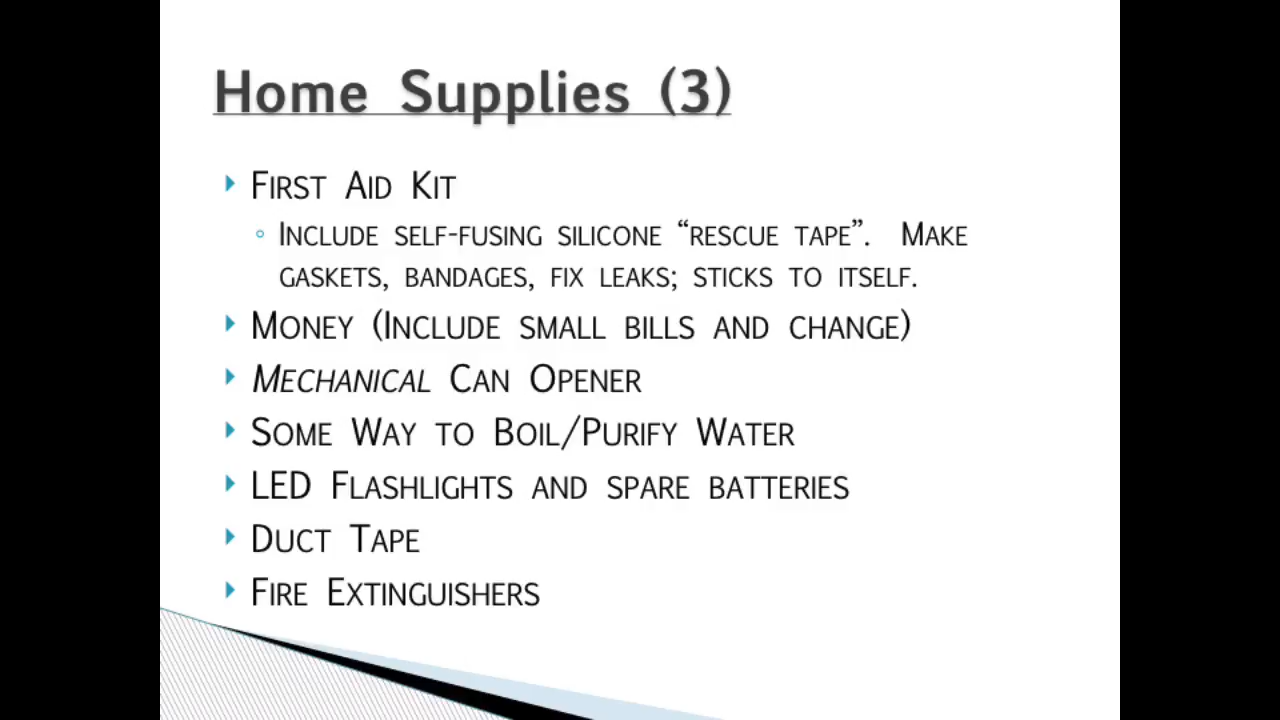 Home Supplies (3)
First Aid Kit
Include self-fusing silicone “rescue tape”. Make
gaskets, bandages, fix leaks; sticks to itself.
Money (Include small bills and change)
Mechanical Can Opener
Some Way to Boil/Purify Water
LED Flashlights and spare batteries
Duct Tape
Fire Extinguishers